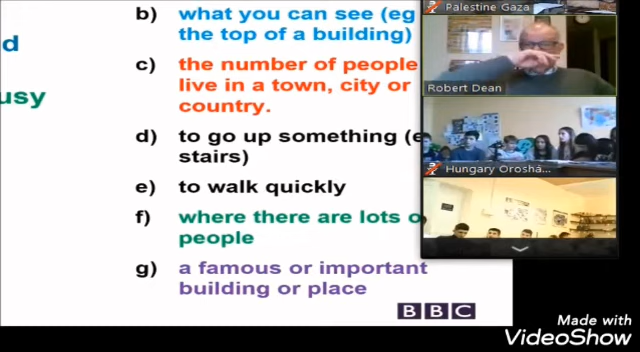 b) what you can see (eg
the top of a building)
d
c) the number of people
live in a town, city or
country.
usy
d) to go up something (e
stairs)
e) to walk quickly
f) where there are lots o
people
g) a famous or important
building or place
BBC
Palestine Gaza
Robert Dean
Hungary Orosha...
Made with
VideoShow